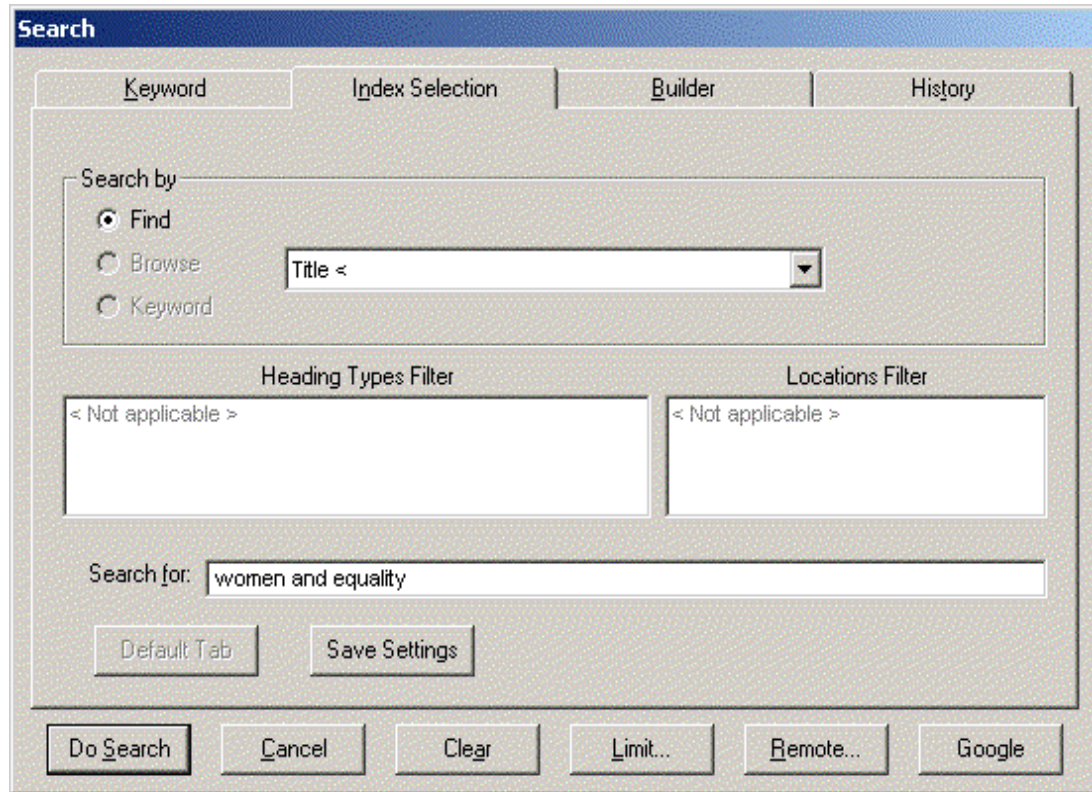 Search
Keyword Index Selection Builder History
Search by
Find
Browse
Title <
Keyword
Heading Types Filter Locations Filter
< Not applicable > < Not applicable >
Search for: women and equality
Default Tab Save Settings
Do Search Cancel Clear Limit... Remote... Google